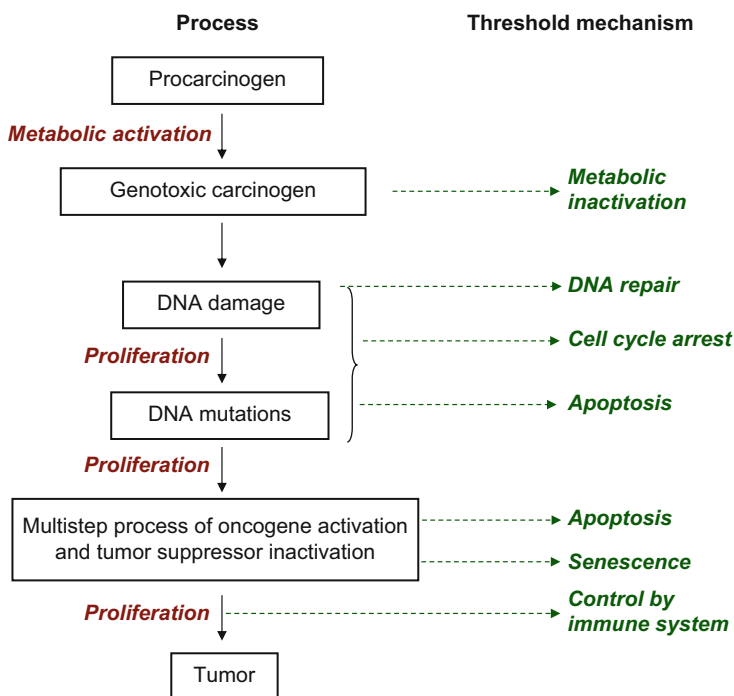 Process
Threshold mechanism
Procarcinogen
Metabolic activation
Genotoxic carcinogen
Metabolic
inactivation
DNA damage
DNA repair
Proliferation
Cell cycle arrest
DNA mutations
Apoptosis
Proliferation
Multistep process of oncogene activation
and tumor suppressor inactivation
Apoptosis
Senescence
Proliferation
Control by
immune system
Tumor